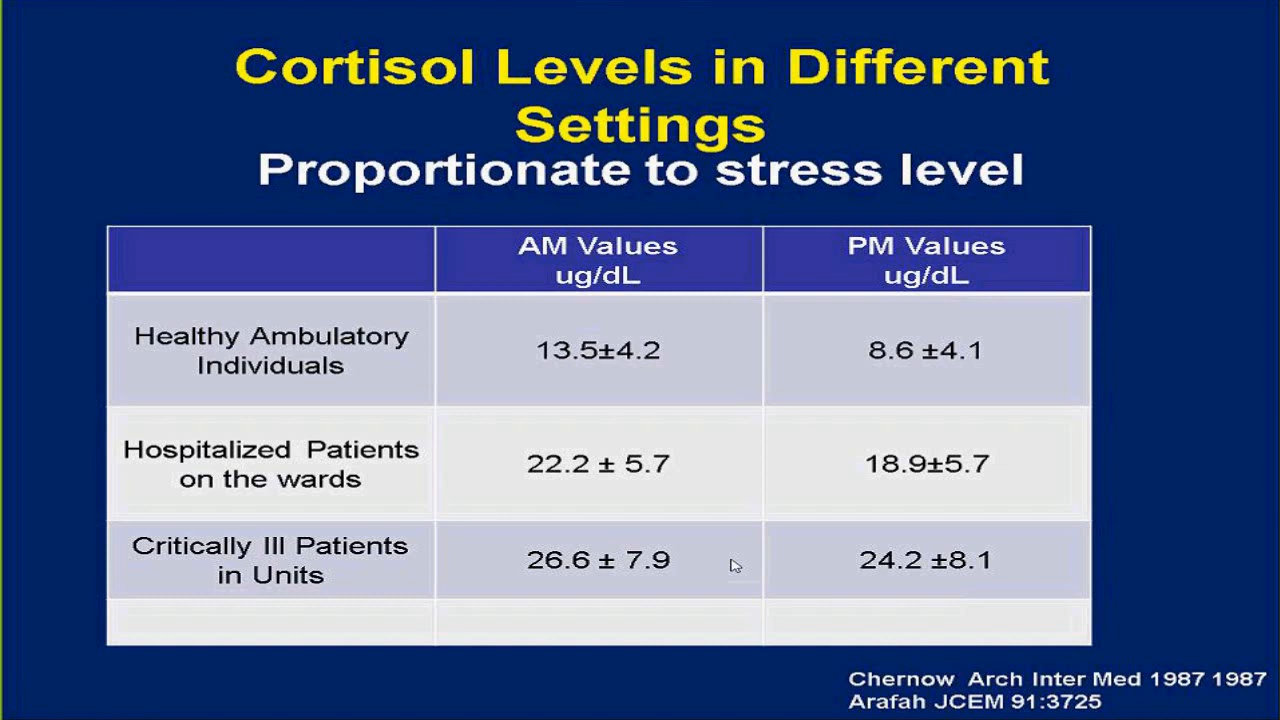 Cortisol Levels in Different
Settings
Proportionate to stress level
AM Values
ug/dL
PM Values
ug/dL
Healthy Ambulatory
Individuals
13.5±4.2
8.6 ±4.1
Hospitalized Patients
on the wards
22.2 ± 5.7
18.9±5.7
Critically Ill Patients
in Units
26.6 ± 7.9
24.2 ±8.1
Chernow Arch Inter Med 1987 1987
Arafah JCEM 91:3725